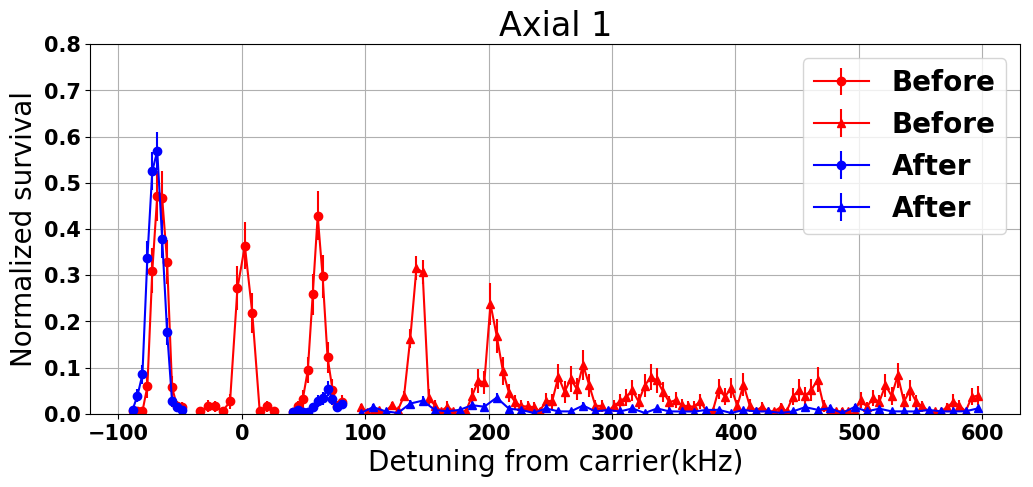 Axial 1
Normalized survival
0.8
0.7
0.6
0.5
0.4
0.3
0.2
0.1
0.0
Before
Before
After
After
−100 0 100 200 300 400 500 600
Detuning from carrier(kHz)